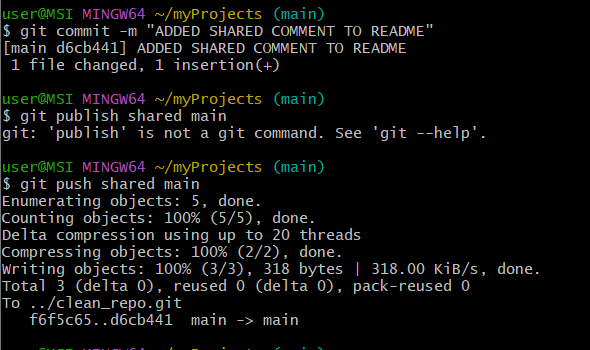 user@MSI MINGW64 ~/myProjects (main)
$ git commit -m "ADDED SHARED COMMENT TO README"
[main d6cb441] ADDED SHARED COMMENT TO README
 1 file changed, 1 insertion(+)
user@MSI MINGW64 ~/myProjects (main)
$ git publish shared main
git: 'publish' is not a git command. See 'git --help'.
user@MSI MINGW64 ~/myProjects (main)
$ git push shared main
Enumerating objects: 5, done.
Counting objects: 100% (5/5), done.
Delta compression using up to 20 threads
Compressing objects: 100% (2/2), done.
Writing objects: 100% (3/3), 318 bytes | 318.00 KiB/s, done.
Total 3 (delta 0), reused 0 (delta 0), pack-reused 0
To ../clean_repo.git
   f6f5c65..d6cb441  main -> main